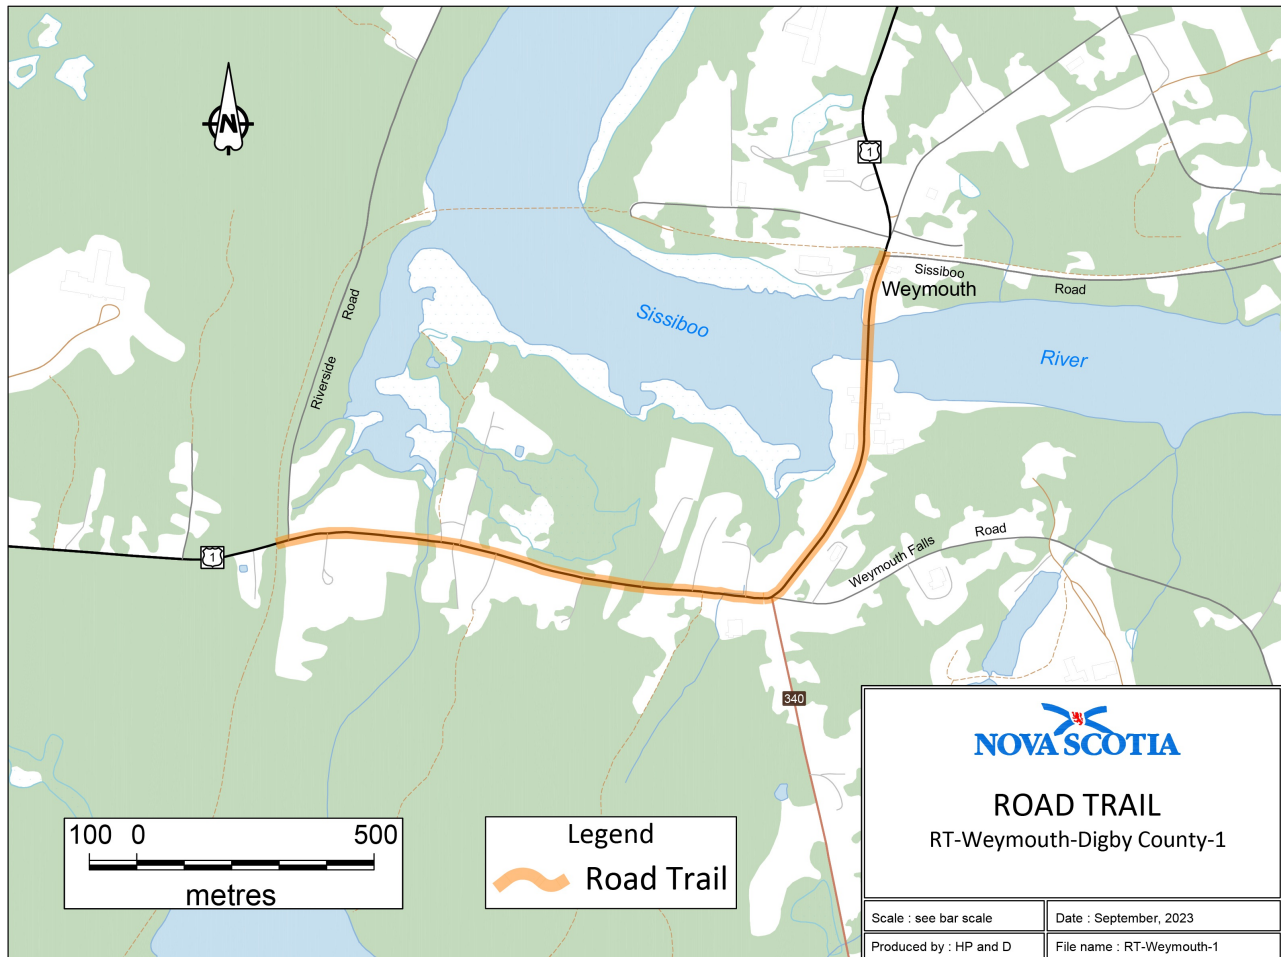 N
1
Sissiboo
Road
Weymouth
Road
Riverside
Sissiboo
River
1
Weymouth Falls
Road
340
100 0 500
metres
Legend
Road Trail
NOVA SCOTIA
ROAD TRAIL
RT-Weymouth-Digby County-1
Scale : see bar scale
Date : September, 2023
Produced by : HP and D
File name : RT-Weymouth-1